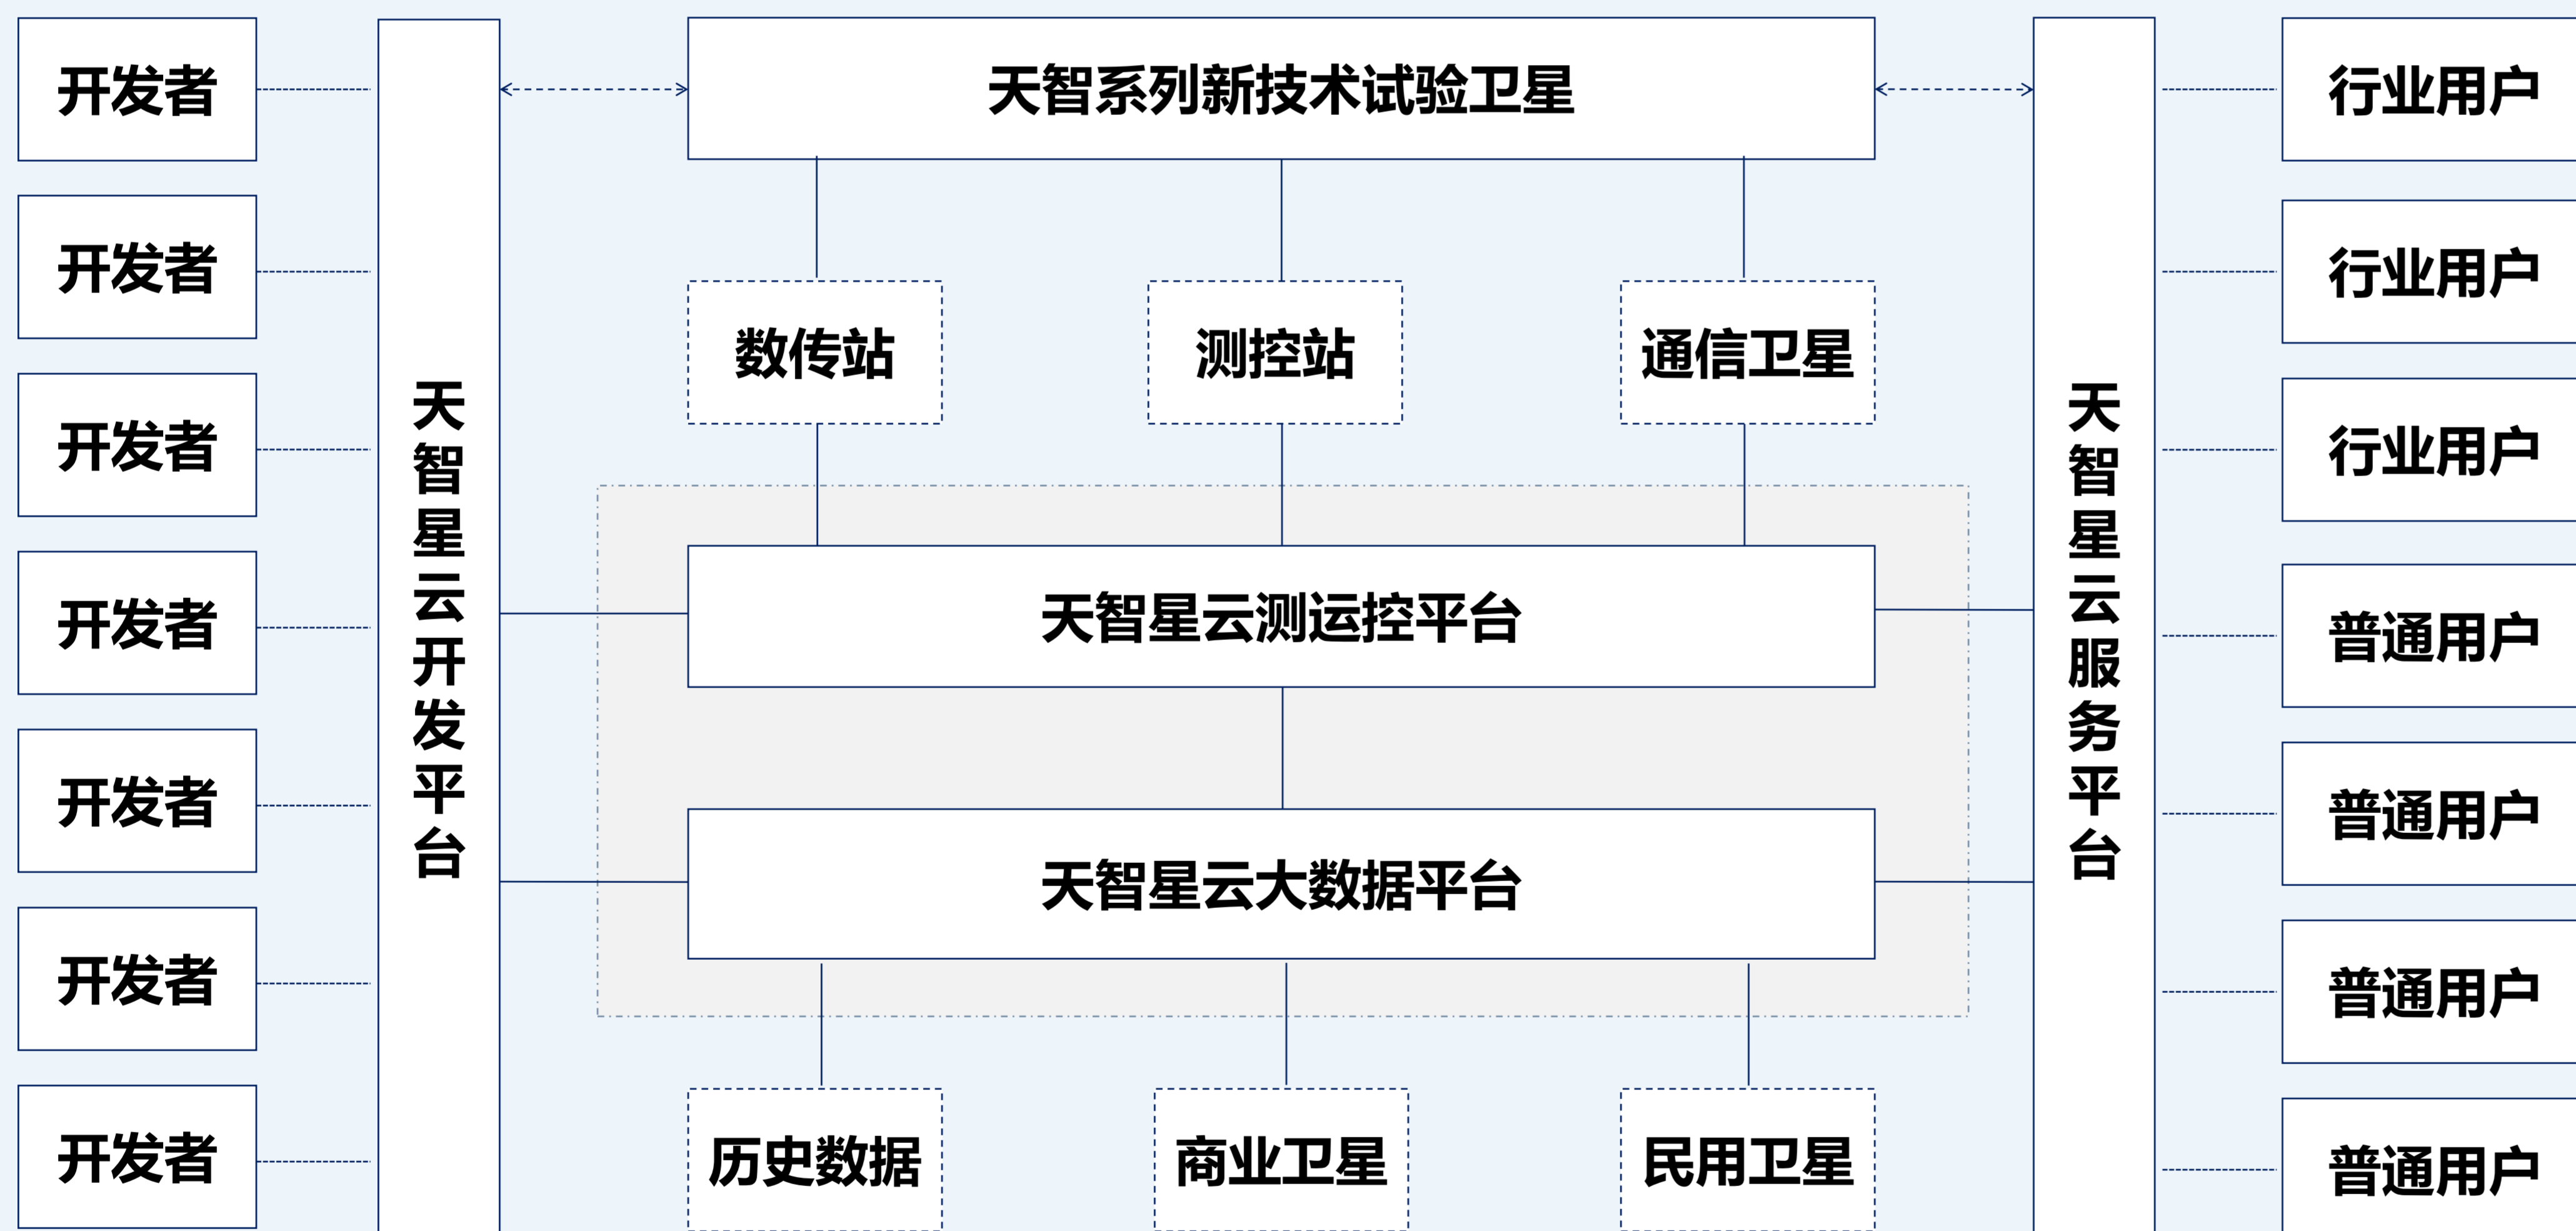 开发者
开发者
开发者
开发者
开发者
开发者
开发者
天智星云开发平台
天智系列新技术试验卫星
数传站
测控站
通信卫星
天智星云测运控平台
天智星云大数据平台
历史数据
商业卫星
民用卫星
天智星云服务平台
行业用户
行业用户
行业用户
普通用户
普通用户
普通用户
普通用户